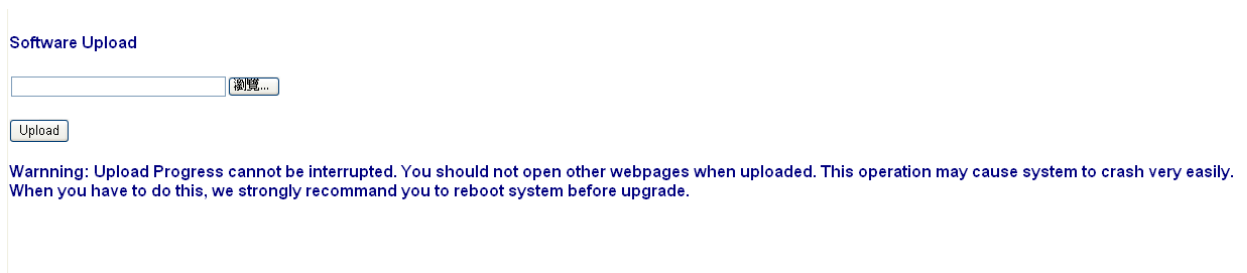 Software Upload
瀏覽...
Upload
Warnning: Upload Progress cannot be interrupted. You should not open other webpages when uploaded. This operation may cause system to crash very easily.
When you have to do this, we strongly recommand you to reboot system before upgrade.